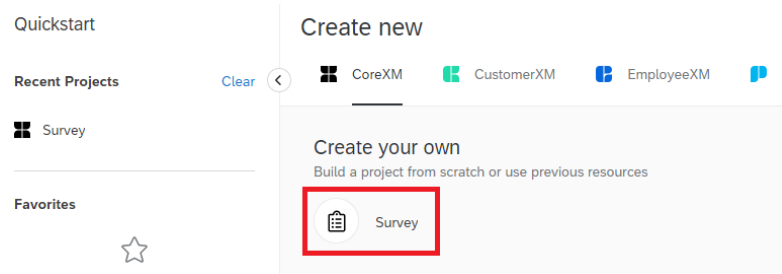 Quickstart
Recent Projects Clear
Survey
Favorites
Create new
CoreXM CustomerXM EmployeeXM
Create your own
Build a project from scratch or use previous resources
Survey